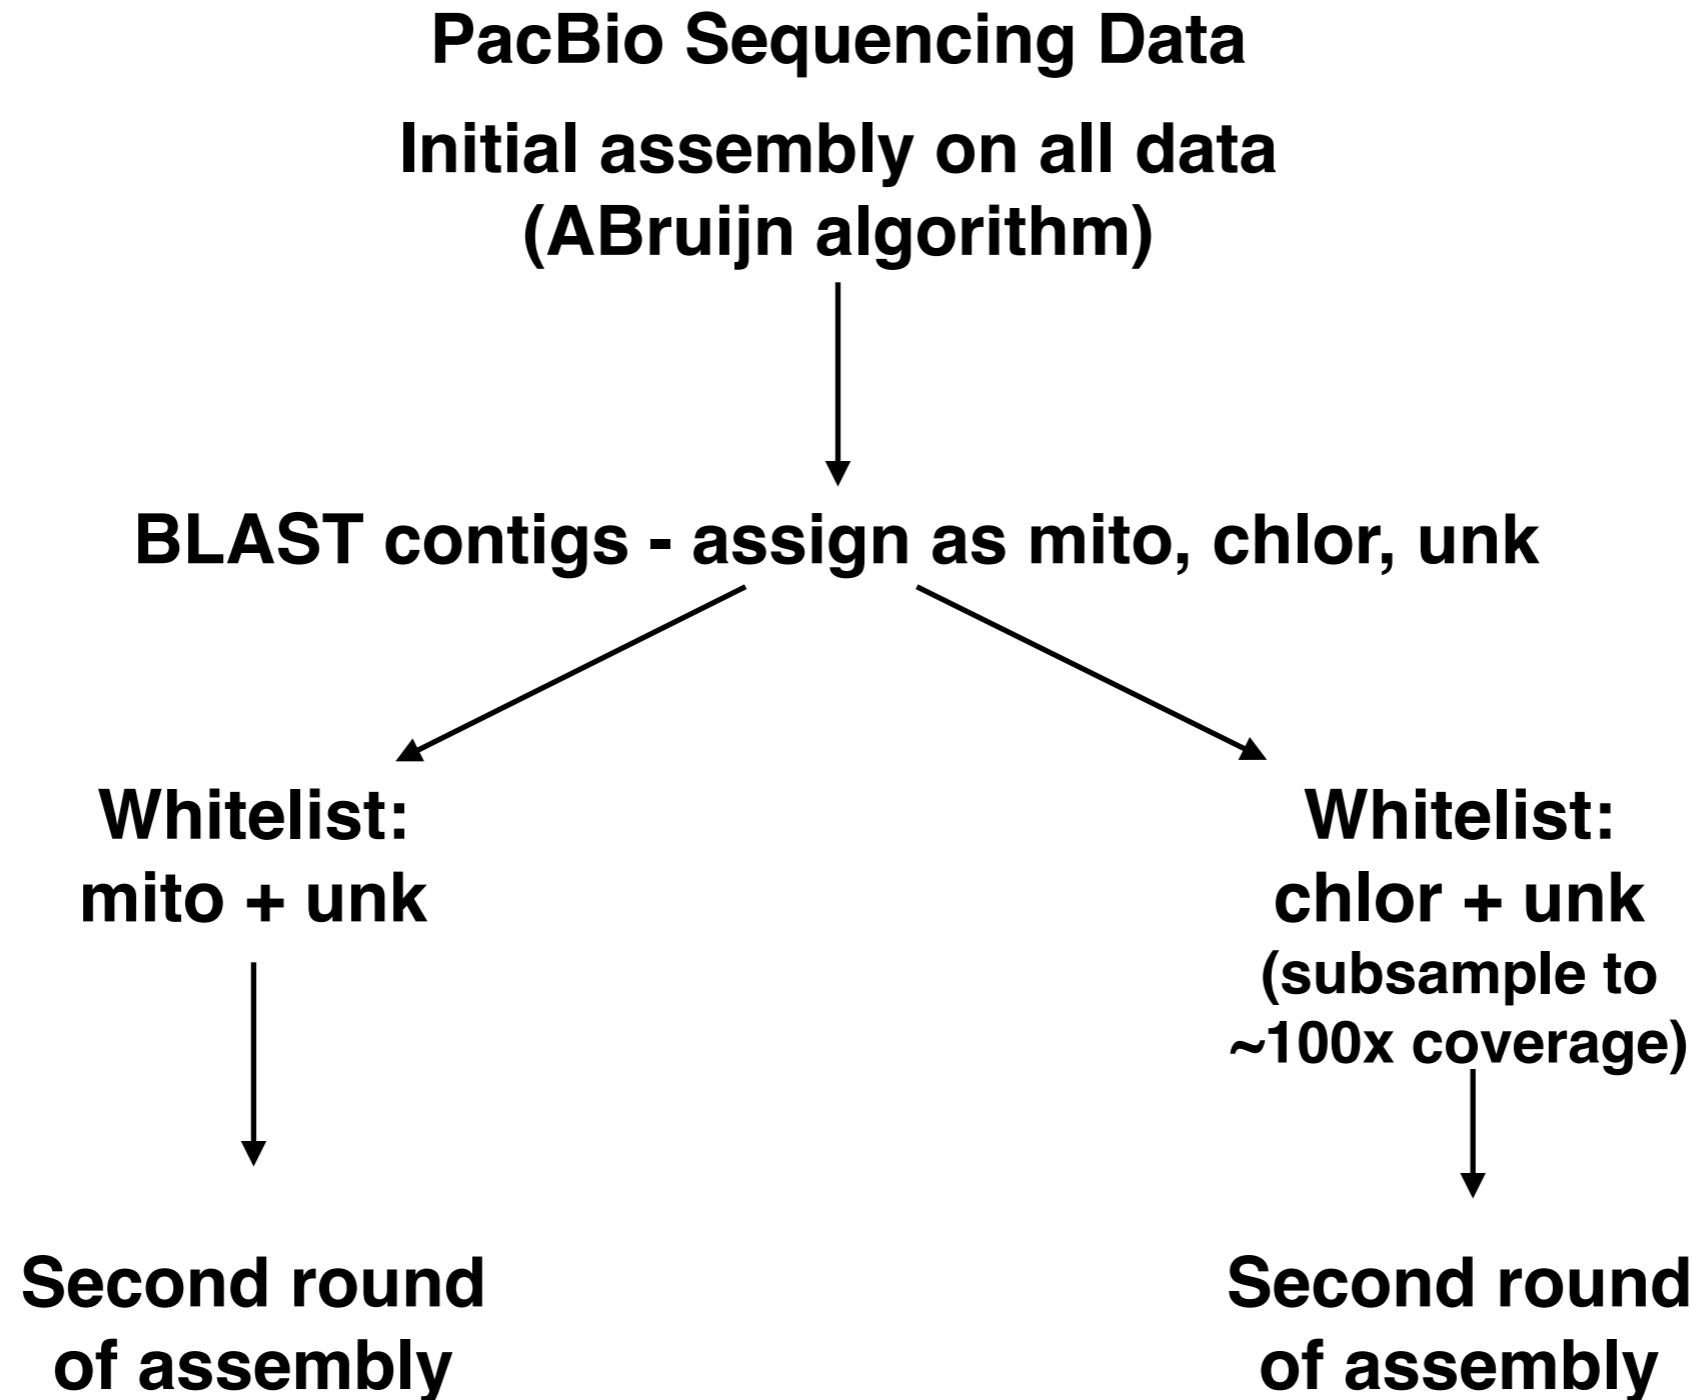 PacBio Sequencing Data
Initial assembly on all data
(ABruijn algorithm)
BLAST contigs - assign as mito, chlor, unk
Whitelist:
mito + unk
Whitelist:
chlor + unk
(subsample to
~100x coverage)
Second round
of assembly
Second round
of assembly